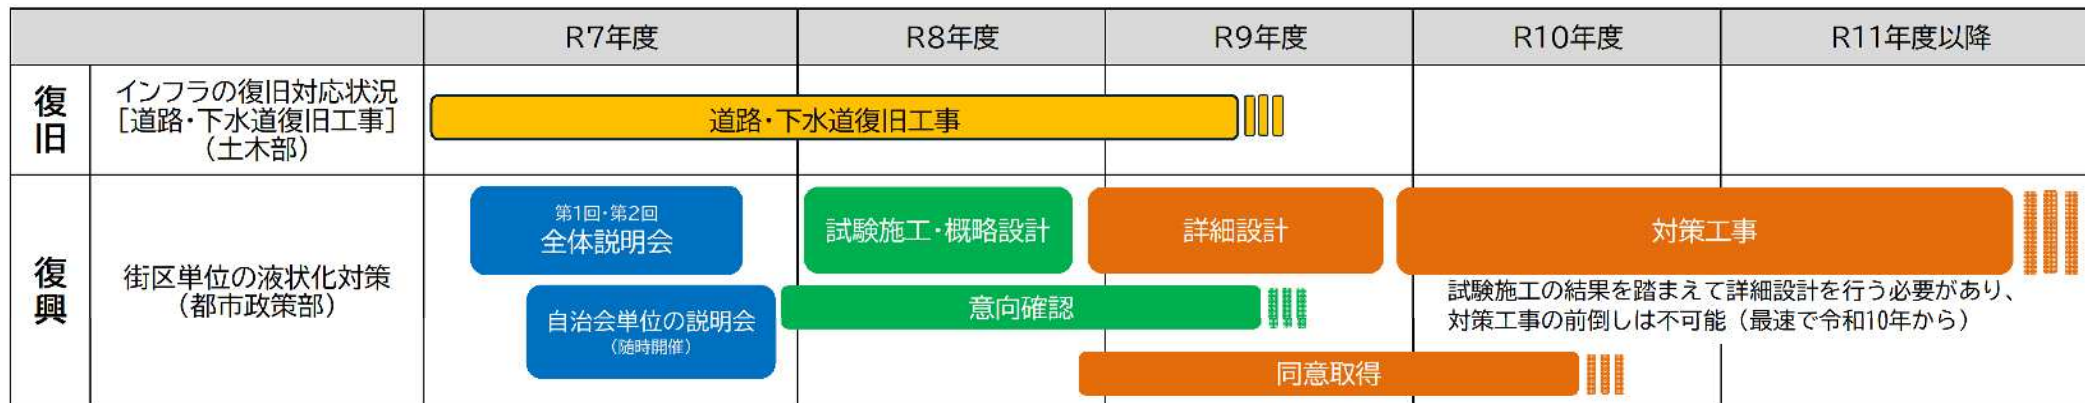 R7年度
R8年度
R9年度
R10年度
R11年度以降
復旧
インフラの復旧対応状況
[道路・下水道復旧工事]
(土木部)
道路・下水道復旧工事
復興
街区単位の液状化対策
(都市政策部)
第1回・第2回
全体説明会
試験施工・概略設計
詳細設計
対策工事
自治会単位の説明会
(随時開催)
意向確認
試験施工の結果を踏まえて詳細設計を行う必要があり、
対策工事の前倒しは不可能(最速で令和10年から)
同意取得